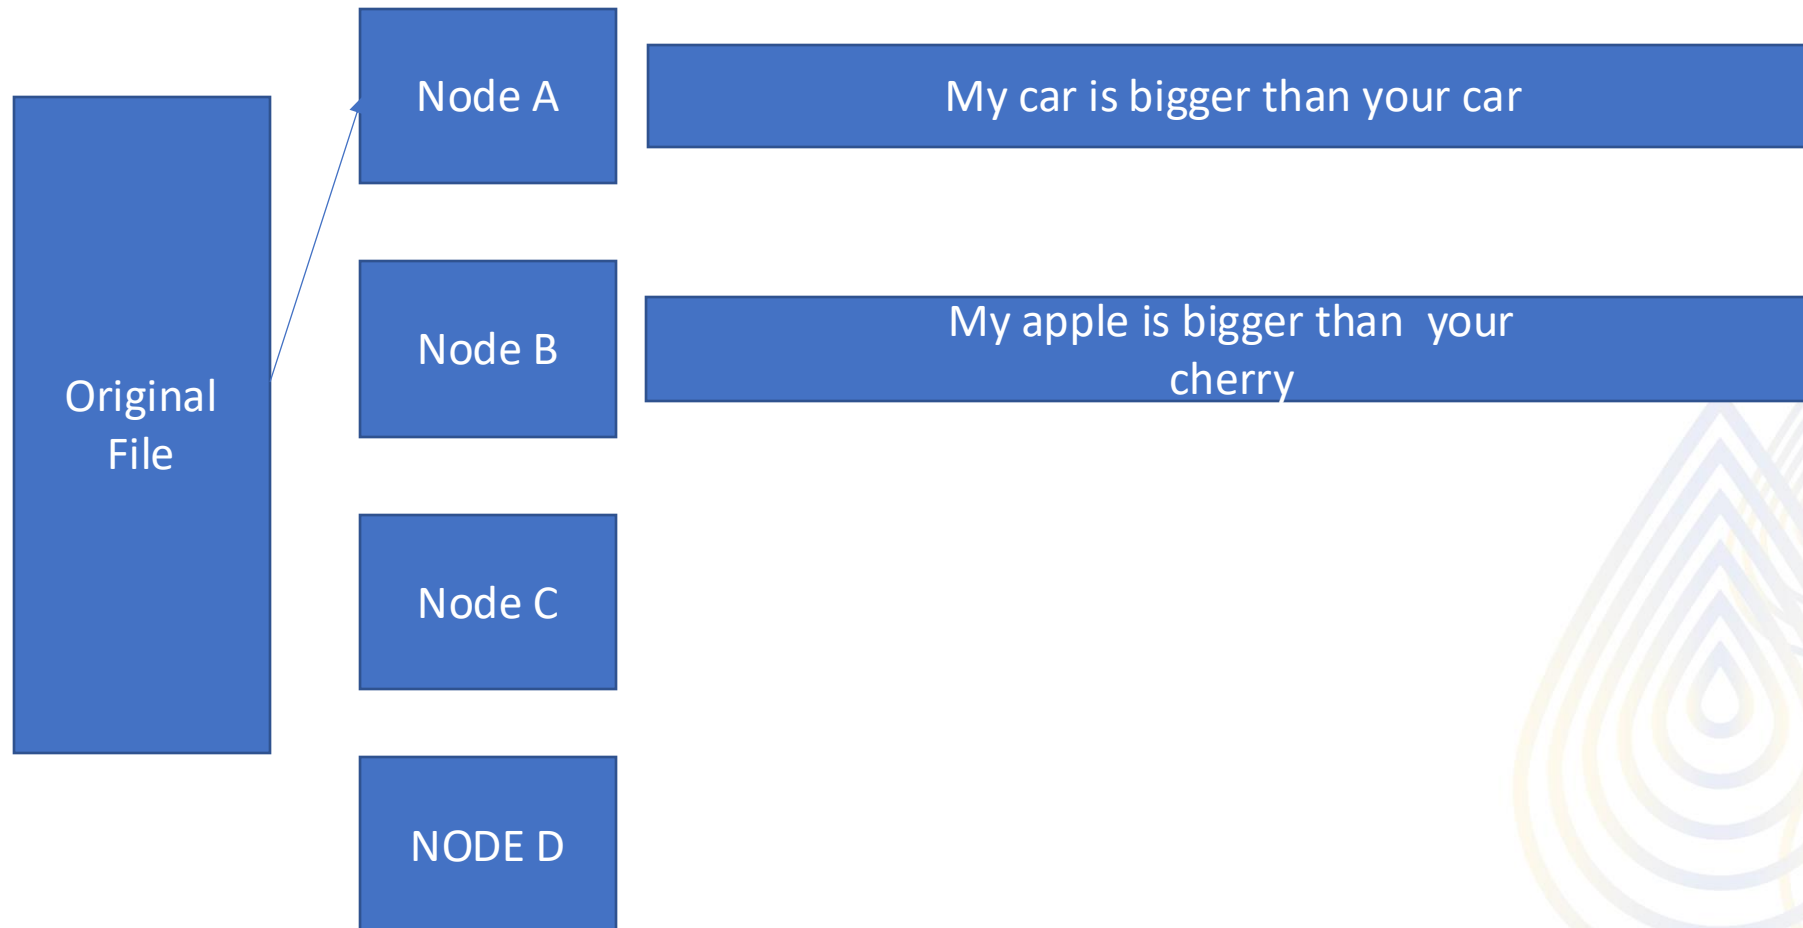 Original
File
Node A
My car is bigger than your car
Node B
My apple is bigger than  your
cherry
Node C
NODE D